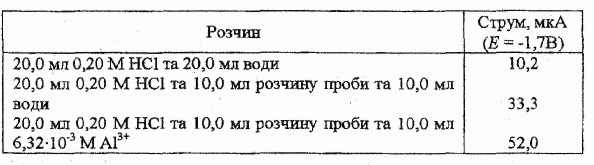 Розчин
Струм, мкА
(E = -1,7В)
20,0 мл 0,20 М HCl та 20,0 мл води
10,2
20,0 мл 0,20 М HCl та 10,0 мл розчину проби та 10,0 мл
води
33,3
20,0 мл 0,20 М HCl та 10,0 мл розчину проби та 10,0 мл
6,32·10⁻³ М Al³⁺
52,0